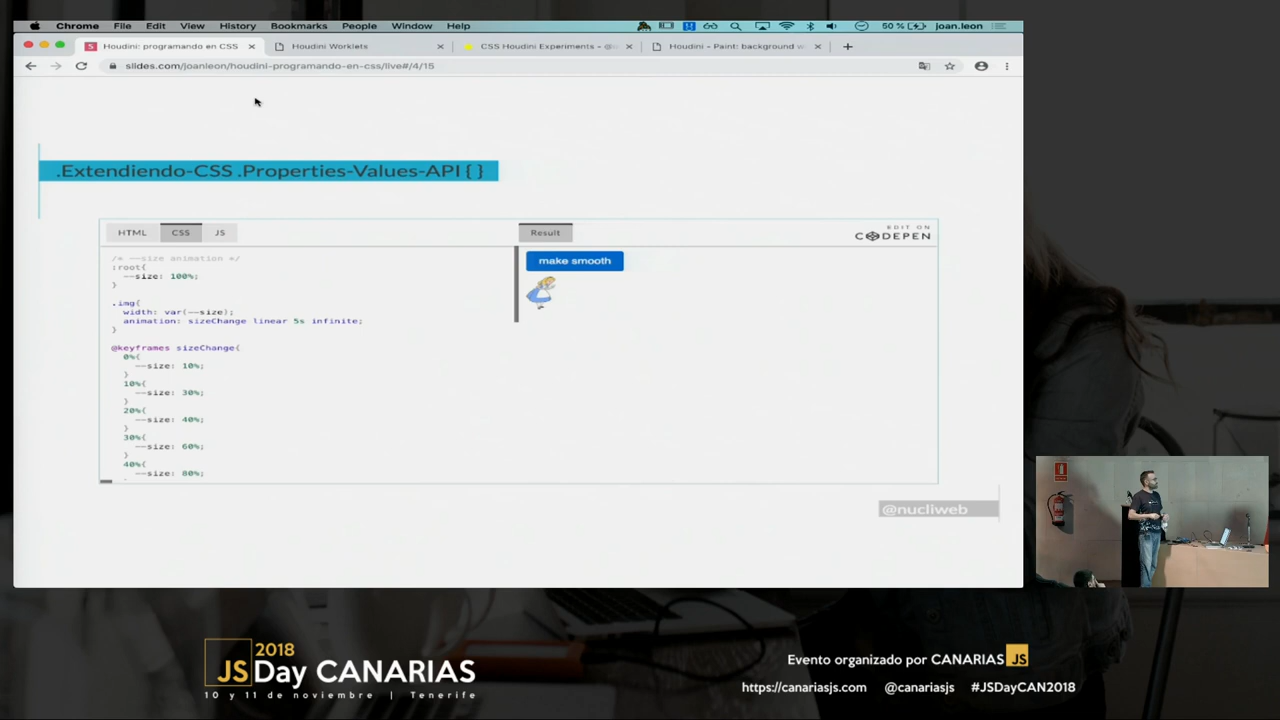 Chrome File Edit View History Bookmarks People Window Help 50 % joan.leon
Houdini: programando en CSS
Houdini Worklets
CSS Houdini Experiments - @
Houdini - Paint: background w
slides.com/joanleon/houdini-programando-en-css/live#/4/15
.Extendiendo-CSS .Properties-Values-API { }
HTML CSS JS
Result
EDIT ON
CODEPEN
/* --size animation */
:root{
--size: 100%;
}
.img{
width: var(--size);
animation: sizeChange linear 5s infinite;
}
@keyframes sizeChange{
0%{
--size: 10%;
}
10%{
--size: 30%;
}
20%{
--size: 40%;
}
30%{
--size: 60%;
}
40%{
--size: 80%;
make smooth
@nucliweb
2018
JSDay CANARIAS
10 y 11 de noviembre | Tenerife
Evento organizado por CANARIAS JS
https://canariasjs.com @canariasjs #JSDayCAN2018